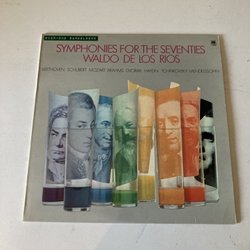 SYMPHONIES FOR THE SEVENTIES
WALDO DE LOS RIOS
BEETHOVEN SCHUBERT MOZART BRAHMS DVORAK HAYDN TCHAIKOVSKY MENDELSSOHN